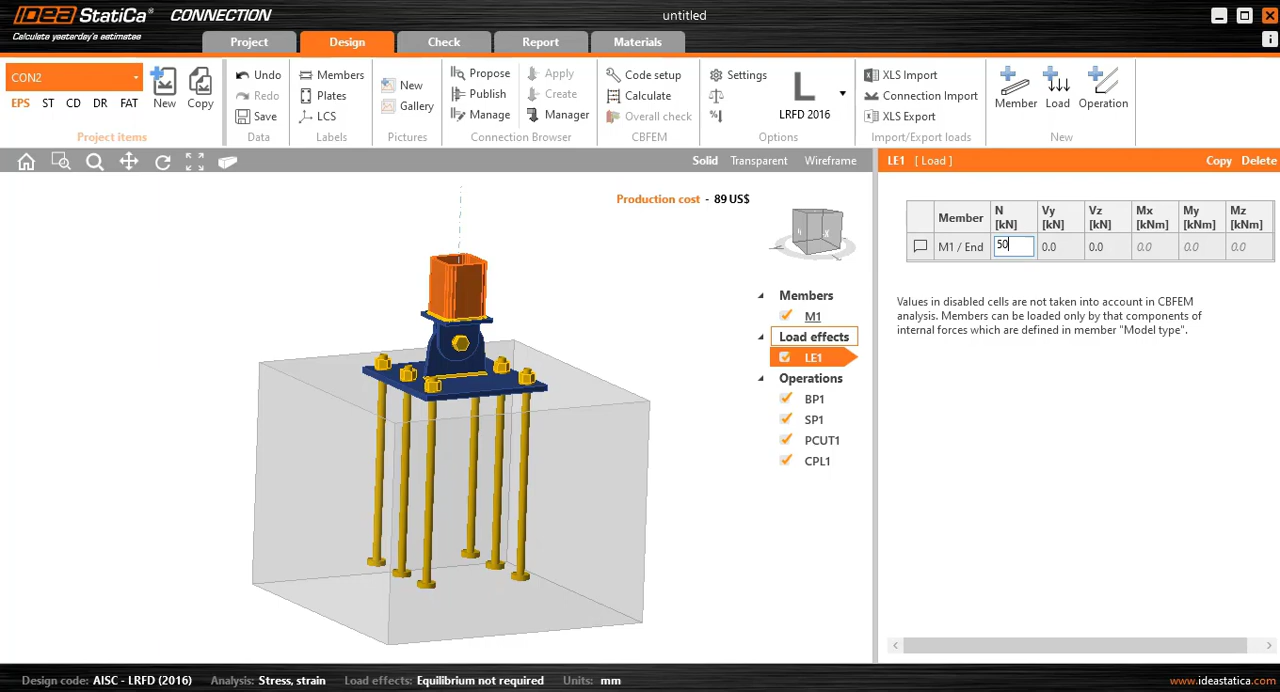 IDEA StatiCa® CONNECTION
Calculate yesterday's estimates
untitled
Project
Design
Check
Report
Materials
CON2
EPS ST CD DR FAT
New
Copy
Project items
Undo
Redo
Save
Data
Members
Plates
LCS
Labels
New
Gallery
Pictures
Propose
Publish
Manage
Apply
Create
Manager
Connection Browser
Code setup
Calculate
Overall check
CBFEM
Settings
LRFD 2016
Options
XLS Import
Connection Import
XLS Export
Import/Export loads
Member
Load
Operation
New
Solid Transparent Wireframe
Production cost - 89 US$
-X
Members
M1
Load effects
LE1
Operations
BP1
SP1
PCUT1
CPL1
LE1 [ Load ] Copy Delete
Member N [kN] Vy [kN] Vz [kN] Mx [kNm] My [kNm] Mz [kNm]
M1 / End 50 0.0 0.0 0.0 0.0 0.0
Values in disabled cells are not taken into account in CBFEM
analysis. Members can be loaded only by that components of
internal forces which are defined in member "Model type".
Design code: AISC - LRFD (2016) Analysis: Stress, strain Load effects: Equilibrium not required Units: mm
www.ideastatica.com